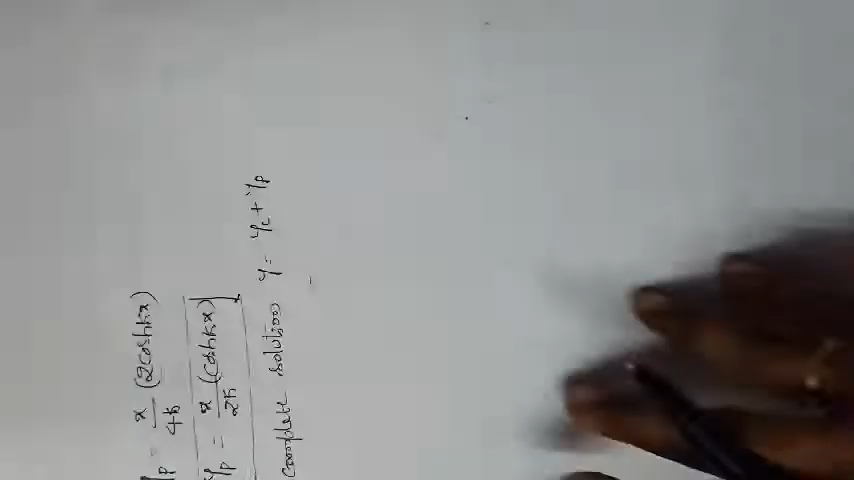 yp = x/4k (2coshkx)
yp = x/2k (coshkx)
Complete solution y = yc + yp